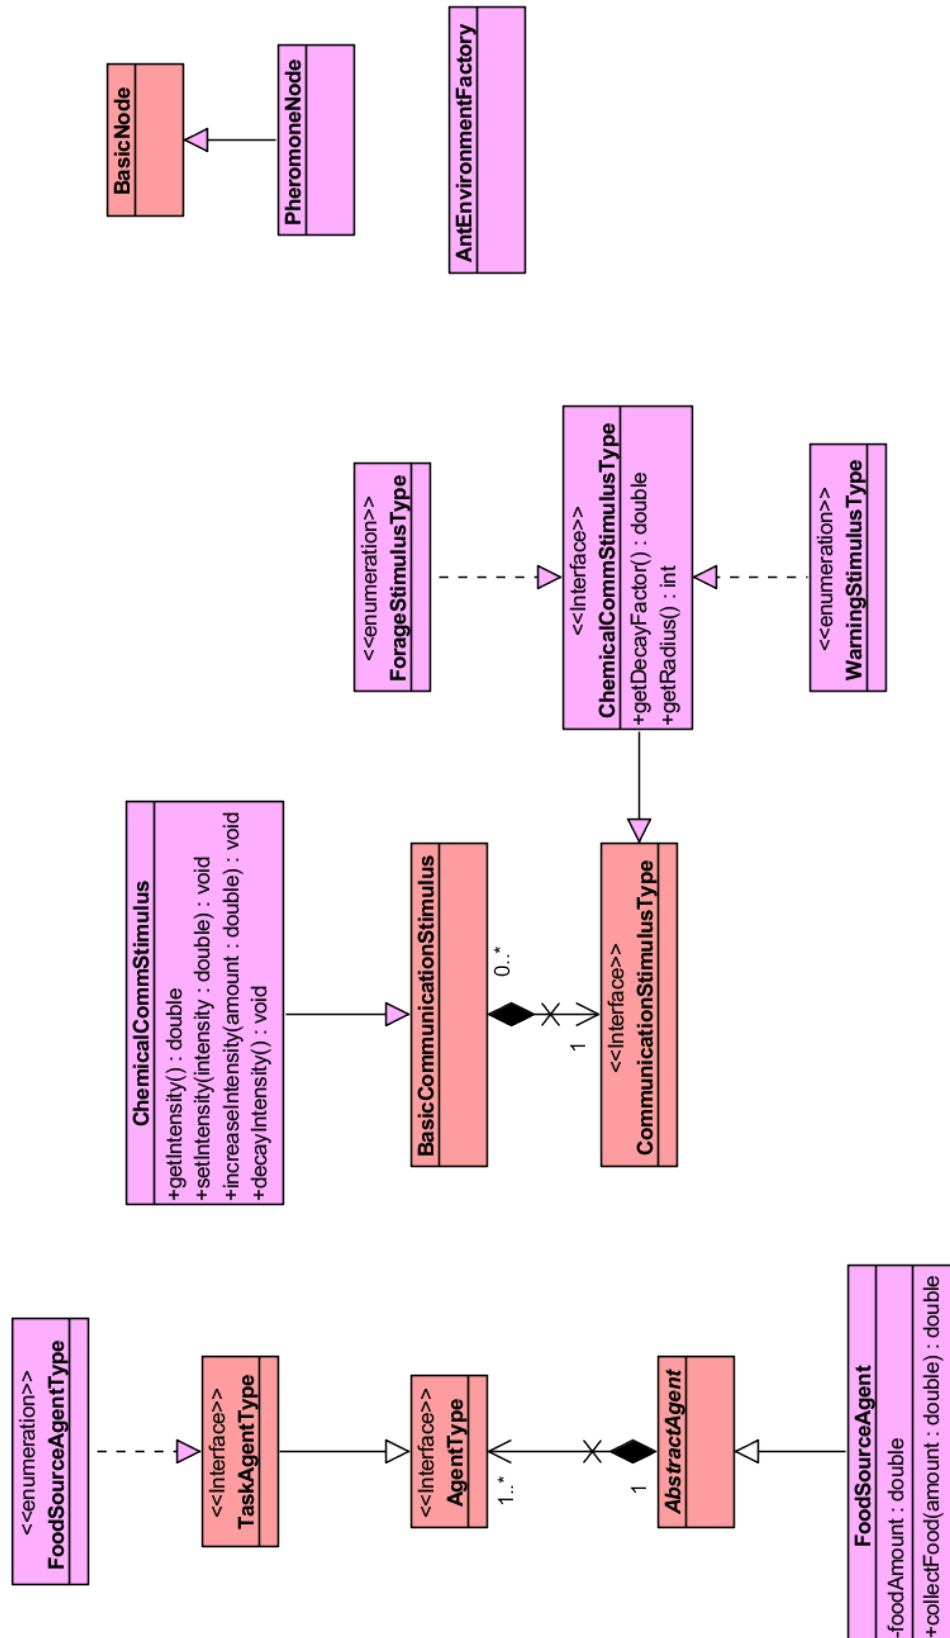 <<enumeration>>
FoodSourceAgentType
<<Interface>>
TaskAgentType
<<Interface>>
AgentType
1..*
1
AbstractAgent
FoodSourceAgent
-foodAmount : double
+collectFood(amount : double) : double
ChemicalCommStimulus
+getIntensity() : double
+setIntensity(intensity : double) : void
+increaseIntensity(amount : double) : void
+decayIntensity() : void
BasicCommunicationStimulus
0..*
1
<<Interface>>
CommunicationStimulusType
<<enumeration>>
ForageStimulusType
<<Interface>>
ChemicalCommStimulusType
+getDecayFactor() : double
+getRadius() : int
<<enumeration>>
WarningStimulusType
BasicNode
PheromoneNode
AntEnvironmentFactory